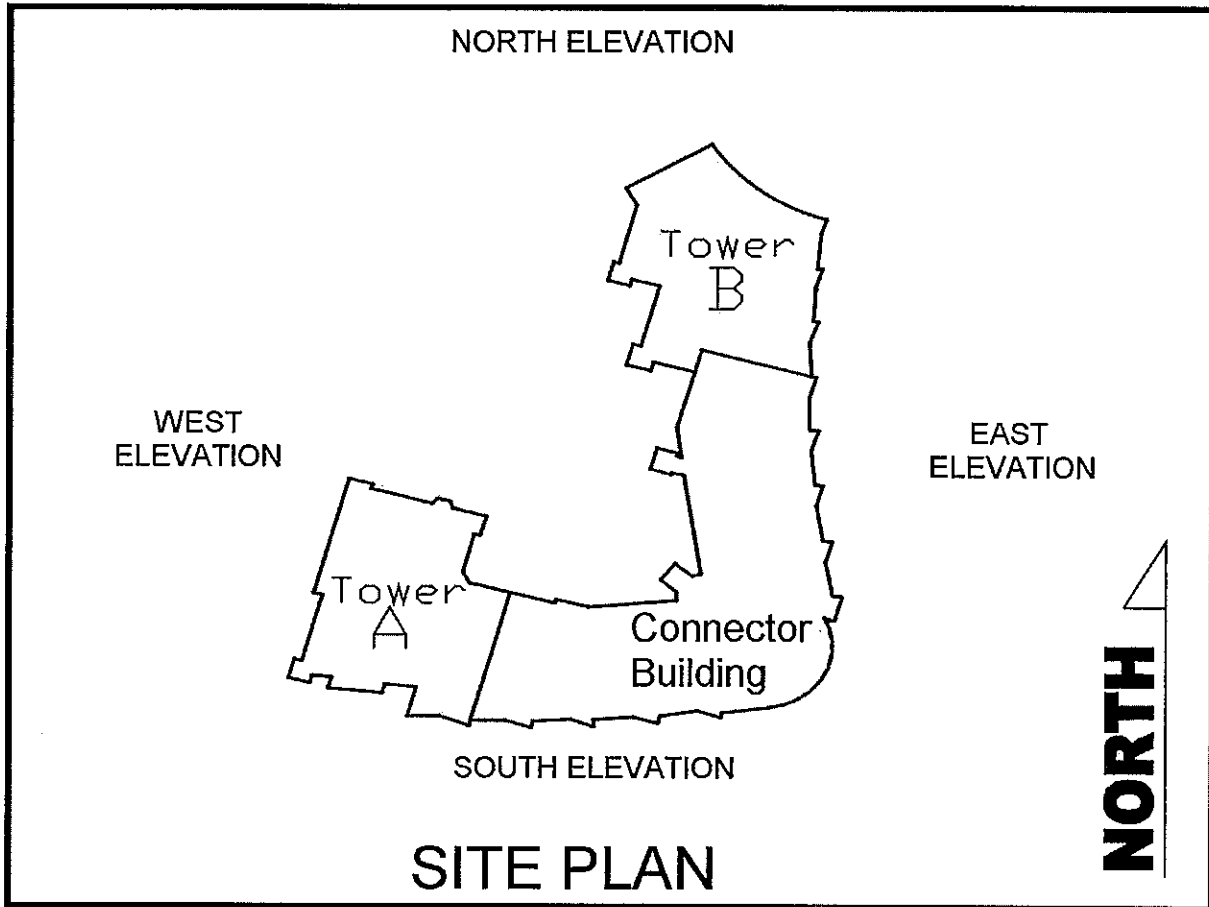 NORTH ELEVATION
Tower
B
WEST
ELEVATION
EAST
ELEVATION
Tower
A
Connector
Building
SOUTH ELEVATION
NORTH
SITE PLAN